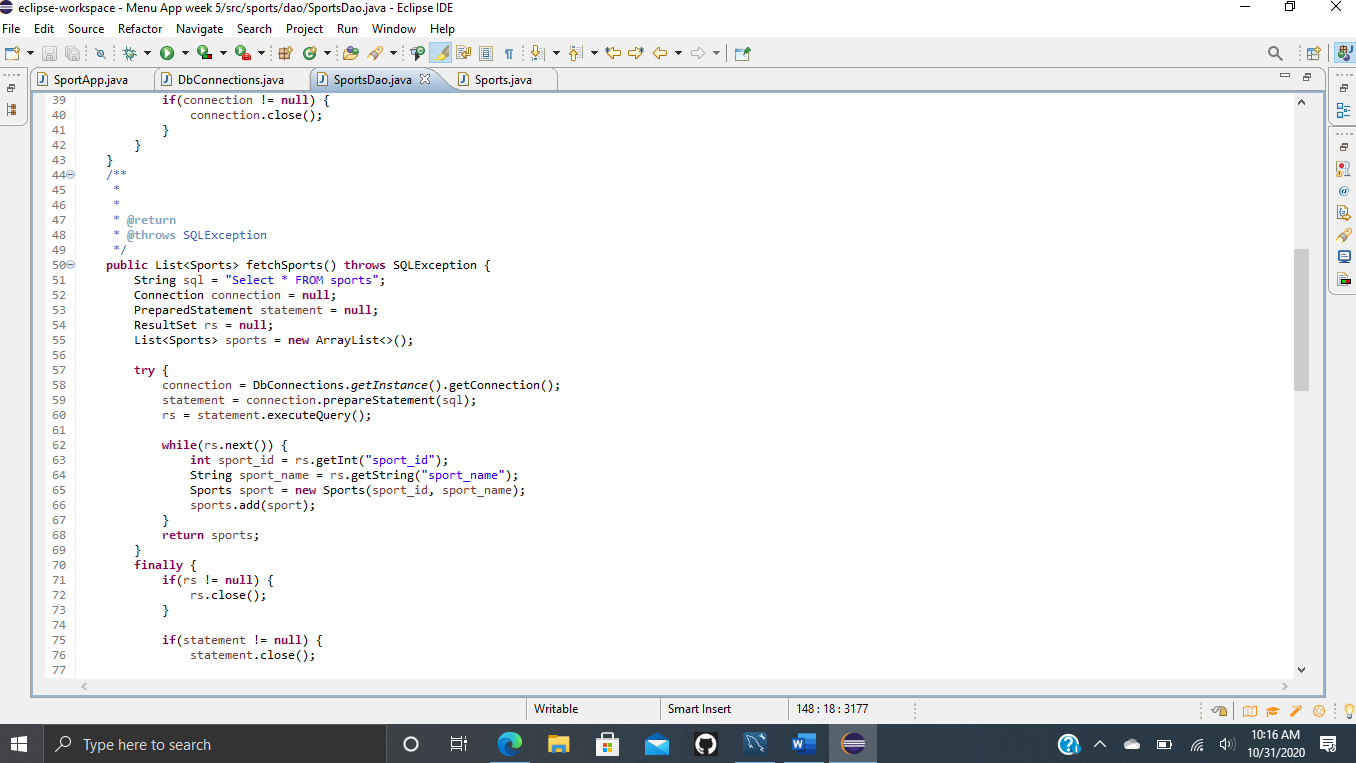 eclipse-workspace - Menu App week 5/src/sports/dao/SportsDao.java - Eclipse IDE
File Edit Source Refactor Navigate Search Project Run Window Help
SportApp.java DbConnections.java SportsDao.java Sports.java
39 if(connection != null) {
40 connection.close();
41 }
42 }
43 }
44 /**
45 *
46 *
47 * @return
48 * @throws SQLException
49 */
50 public List<Sports> fetchSports() throws SQLException {
51 String sql = "Select * FROM sports";
52 Connection connection = null;
53 PreparedStatement statement = null;
54 ResultSet rs = null;
55 List<Sports> sports = new ArrayList<>();
56
57 try {
58 connection = DbConnections.getInstance().getConnection();
59 statement = connection.prepareStatement(sql);
60 rs = statement.executeQuery();
61
62 while(rs.next()) {
63 int sport_id = rs.getInt("sport_id");
64 String sport_name = rs.getString("sport_name");
65 Sports sport = new Sports(sport_id, sport_name);
66 sports.add(sport);
67 }
68 return sports;
69 }
70 finally {
71 if(rs != null) {
72 rs.close();
73 }
74
75 if(statement != null) {
76 statement.close();
77
Writable Smart Insert 148 : 18 : 3177
Type here to search
10:16 AM
10/31/2020